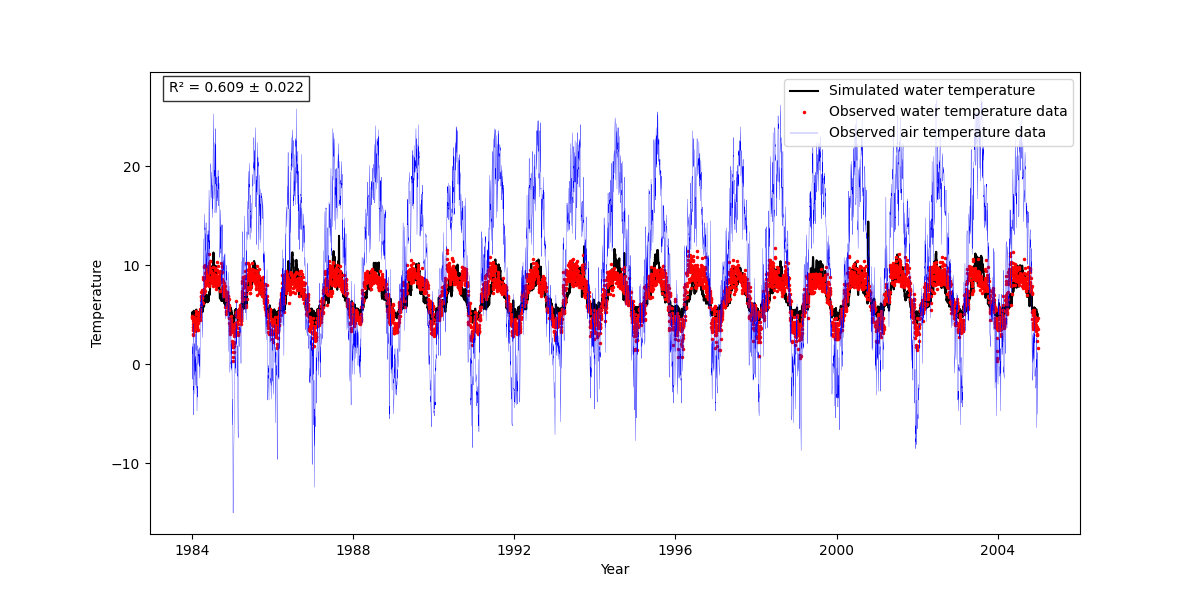 R² = 0.609 ± 0.022
Simulated water temperature
Observed water temperature data
Observed air temperature data
Temperature
20
10
0
−10
1984
1988
1992
1996
2000
2004
Year